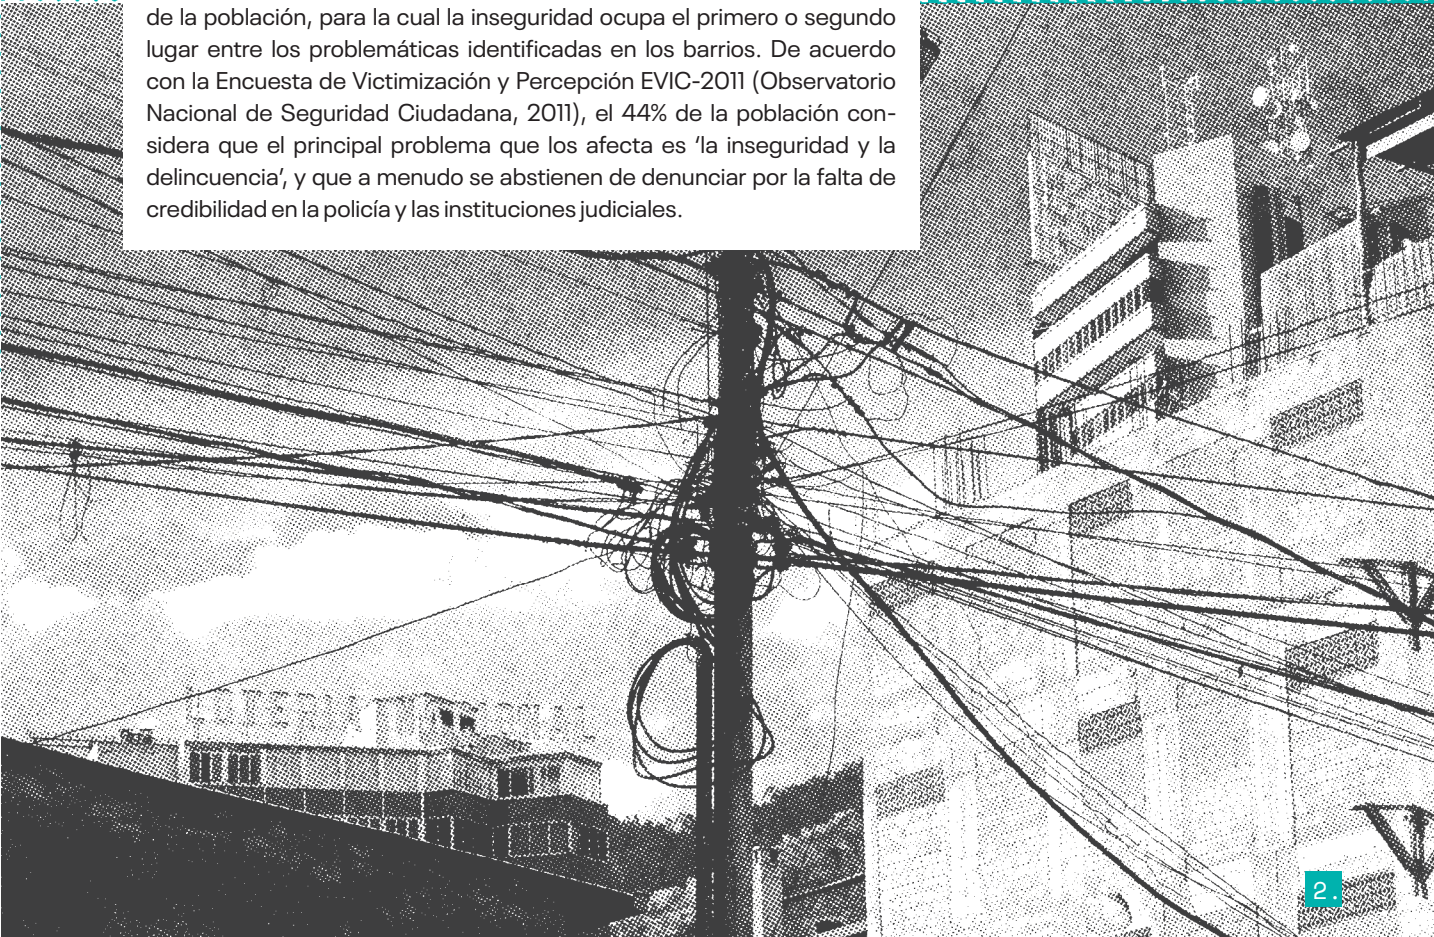 de la población, para la cual la inseguridad ocupa el primero o segundo
lugar entre los problemáticas identificadas en los barrios. De acuerdo
con la Encuesta de Victimización y Percepción EVIC-2011 (Observatorio
Nacional de Seguridad Ciudadana, 2011), el 44% de la población con-
sidera que el principal problema que los afecta es ‘la inseguridad y la
delincuencia’, y que a menudo se abstienen de denunciar por la falta de
credibilidad en la policía y las instituciones judiciales.
2.